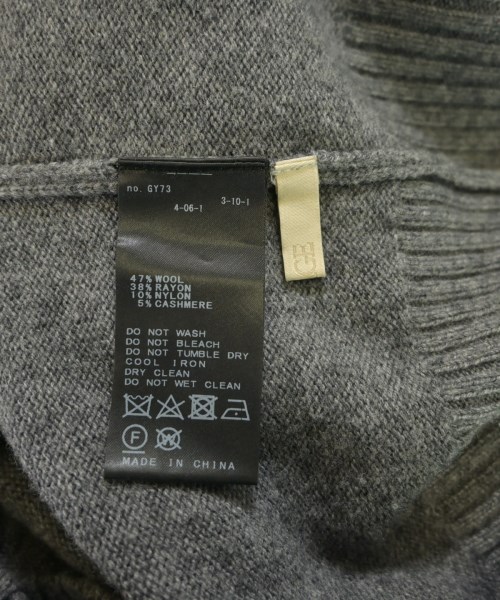 no. GY73
3-10-1
4-06-1
47% WOOL
38% RAYON
10% NYLON
5% CASHMERE
DO NOT WASH
DO NOT BLEACH
DO NOT TUMBLE DRY
COOL IRON
DRY CLEAN
DO NOT WET CLEAN
F W
MADE IN CHINA